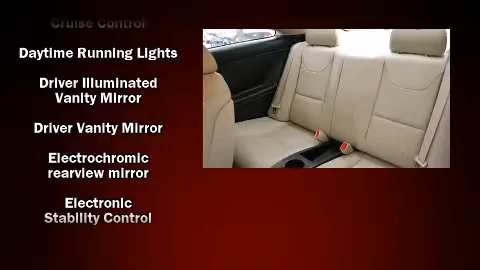 Cruise Control
Daytime Running Lights
Driver Illuminated
Vanity Mirror
Driver Vanity Mirror
Electrochromic
rearview mirror
Electronic
Stability Control